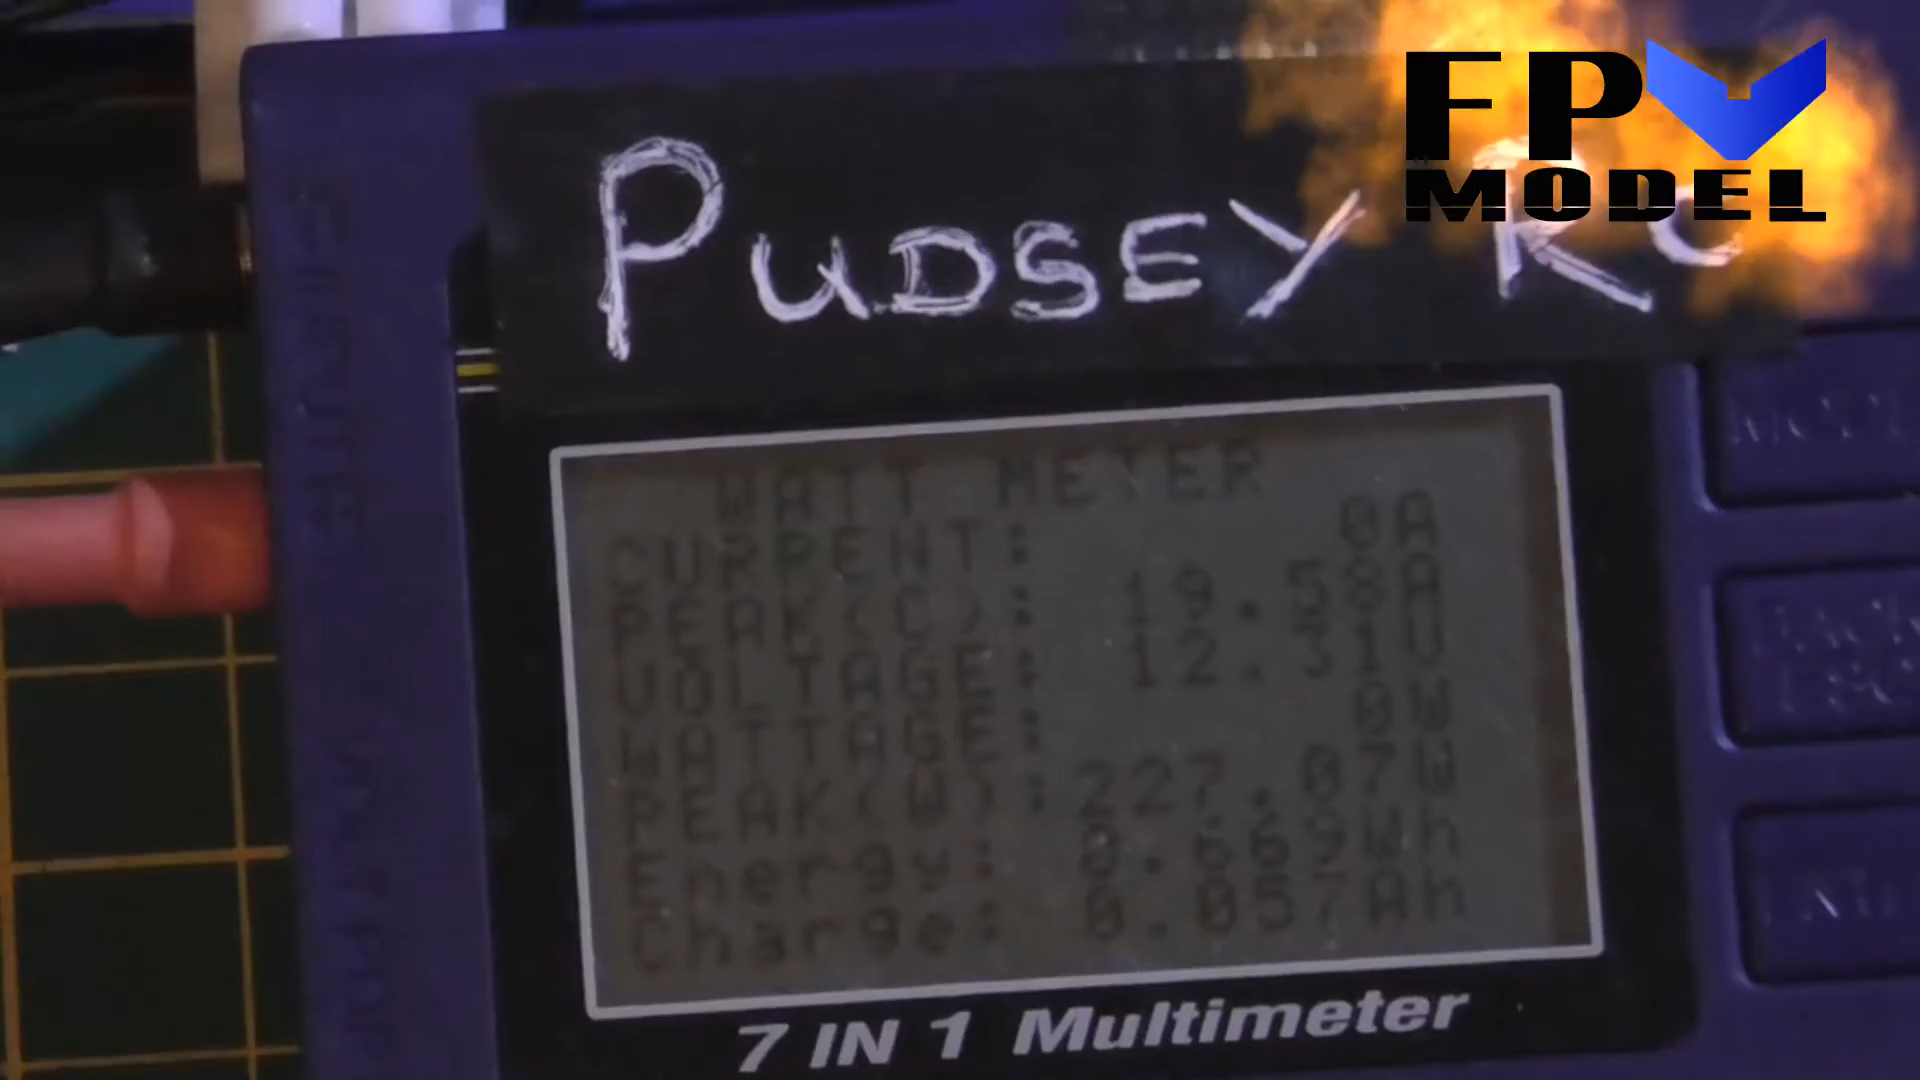 FPV
MODEL
PUDSEY RC
WATT METER
CURRENT: 0A
PEAK(C): 19.58A
VOLTAGE: 12.31V
WATTAGE: 0W
PEAK(W): 227.07W
Energy: 0.669Wh
Charge: 0.057Ah
7 IN 1 Multimeter